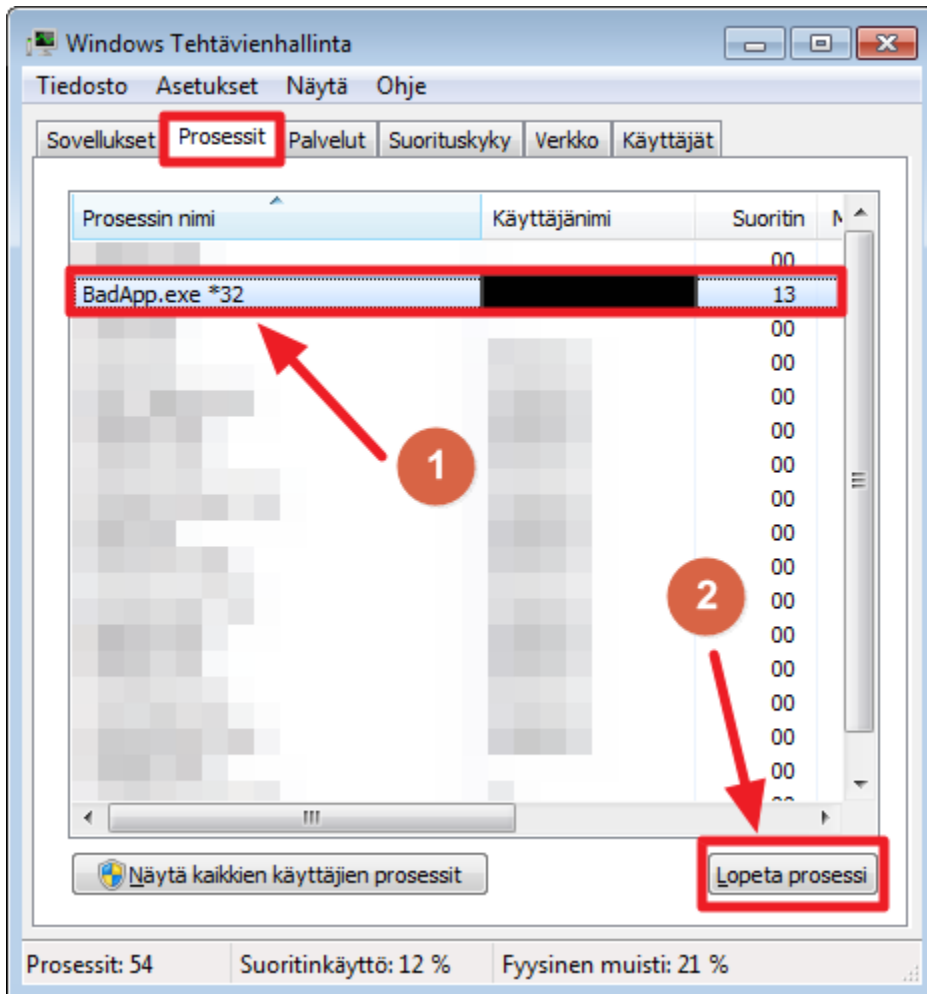 Windows Tehtävienhallinta
Tiedosto Asetukset Näytä Ohje
Sovellukset Prosessit Palvelut Suorituskyky Verkko Käyttäjät
Prosessin nimi Käyttäjänimi Suoritin
00
BadApp.exe *32 13
00
00
00
00
1
00
00
00
00
2
00
00
00
00
00
00
Näytä kaikkien käyttäjien prosessit Lopeta prosessi
Prosessit: 54 Suoritinkäyttö: 12 % Fyysinen muisti: 21 %